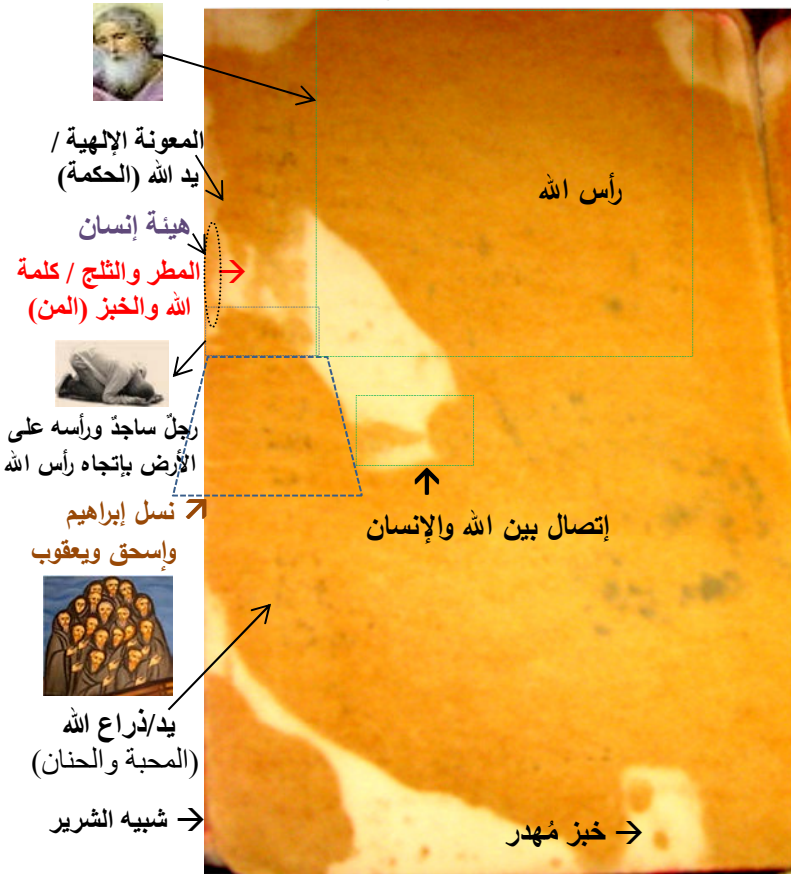 المعونة الإلهية /
يد الله (الحكمة)
رأس الله
هيئة إنسان
المطر والثلج / كلمة
الله والخبز (المن)
رجلٌ ساجدٌ ورأسه على
الأرض بإتجاه رأس الله
نسل إبراهيم
وإسحق ويعقوب
إتصال بين الله والإنسان
يد/ذراع الله
(المحبة والحنان)
شبيه الشرير
خبز مُهدر